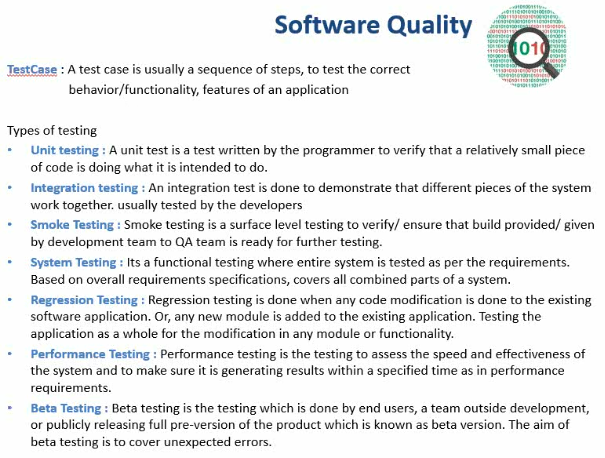 Software Quality
1010
TestCase : A test case is usually a sequence of steps, to test the correct
behavior/functionality, features of an application
Types of testing
• Unit testing : A unit test is a test written by the programmer to verify that a relatively small piece
of code is doing what it is intended to do.
• Integration testing : An integration test is done to demonstrate that different pieces of the system
work together. usually tested by the developers
• Smoke Testing : Smoke testing is a surface level testing to verify/ ensure that build provided/ given
by development team to QA team is ready for further testing.
• System Testing : Its a functional testing where entire system is tested as per the requirements.
Based on overall requirements specifications, covers all combined parts of a system.
• Regression Testing : Regression testing is done when any code modification is done to the existing
software application. Or, any new module is added to the existing application. Testing the
application as a whole for the modification in any module or functionality.
• Performance Testing : Performance testing is the testing to assess the speed and effectiveness of
the system and to make sure it is generating results within a specified time as in performance
requirements.
• Beta Testing : Beta testing is the testing which is done by end users, a team outside development,
or publicly releasing full pre-version of the product which is known as beta version. The aim of
beta testing is to cover unexpected errors.